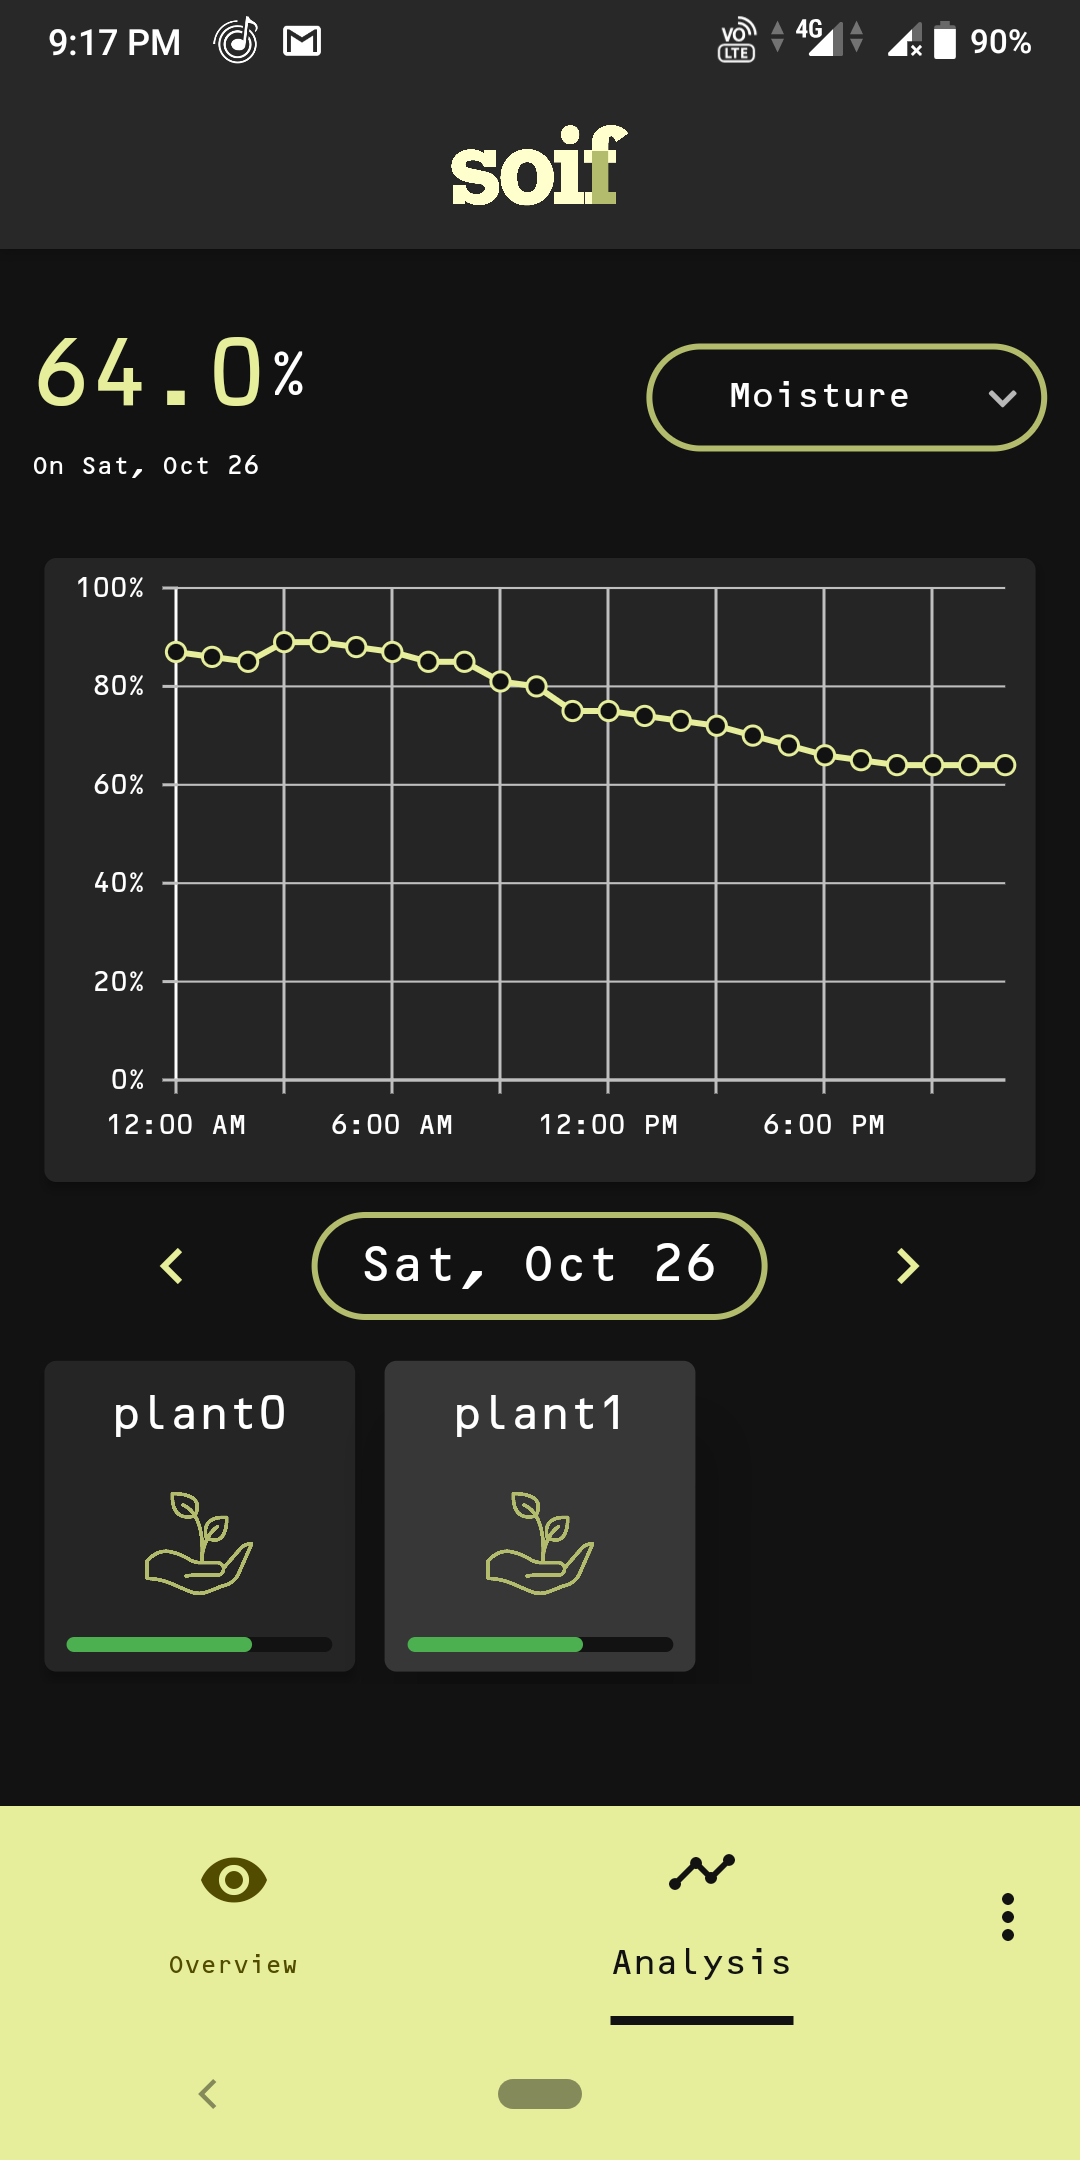 9:17 PM VO LTE 4G 90%
soif
64.0%
Moisture
On Sat, Oct 26
100%
80%
60%
40%
20%
0%
12:00 AM 6:00 AM 12:00 PM 6:00 PM
Sat, Oct 26
plant0 plant1
Overview Analysis